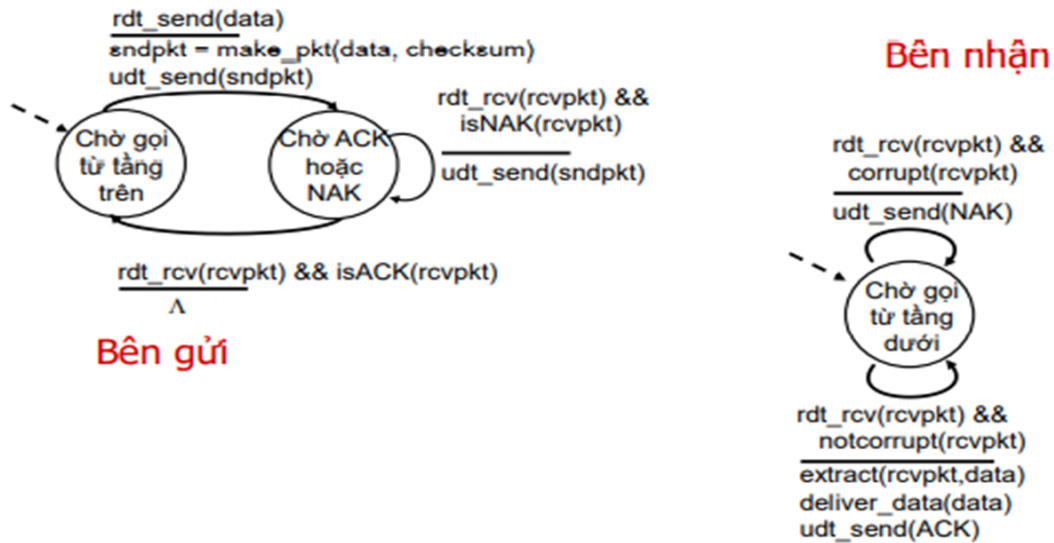 rdt_send(data)
sndpkt = make_pkt(data, checksum)
udt_send(sndpkt)
Chờ gọi
từ tầng
trên
Chờ ACK
hoặc
NAK
rdt_rcv(rcvpkt) &&
isNAK(rcvpkt)
udt_send(sndpkt)
rdt_rcv(rcvpkt) && isACK(rcvpkt)
Λ
Bên gửi
Bên nhận
rdt_rcv(rcvpkt) &&
corrupt(rcvpkt)
udt_send(NAK)
Chờ gọi
từ tầng
dưới
rdt_rcv(rcvpkt) &&
notcorrupt(rcvpkt)
extract(rcvpkt,data)
deliver_data(data)
udt_send(ACK)